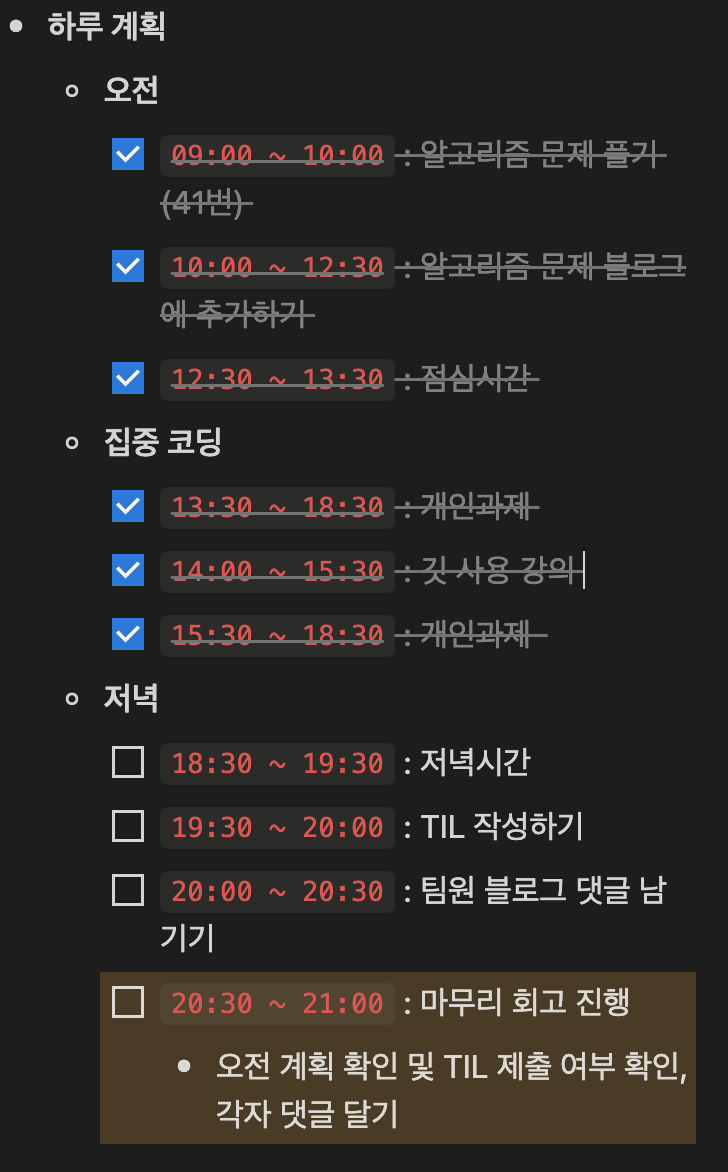 하루 계획
오전
09:00 ~ 10:00 : 알고리즘 문제 플기
(41번)
10:00 ~ 12:30 : 알고리즘 문제 블로그
에 추가하기
12:30 ~ 13:30 : 점심시간
집중 코딩
13:30 ~ 18:30 : 개인과제
14:00 ~ 15:30 : 깃 사용 강의
15:30 ~ 18:30 : 개인과제
저녁
18:30 ~ 19:30 : 저녁시간
19:30 ~ 20:00 : TIL 작성하기
20:00 ~ 20:30 : 팀원 블로그 댓글 남
기기
20:30 ~ 21:00 : 마무리 회고 진행
오전 계획 확인 및 TIL 제출 여부 확인,
각자 댓글 달기